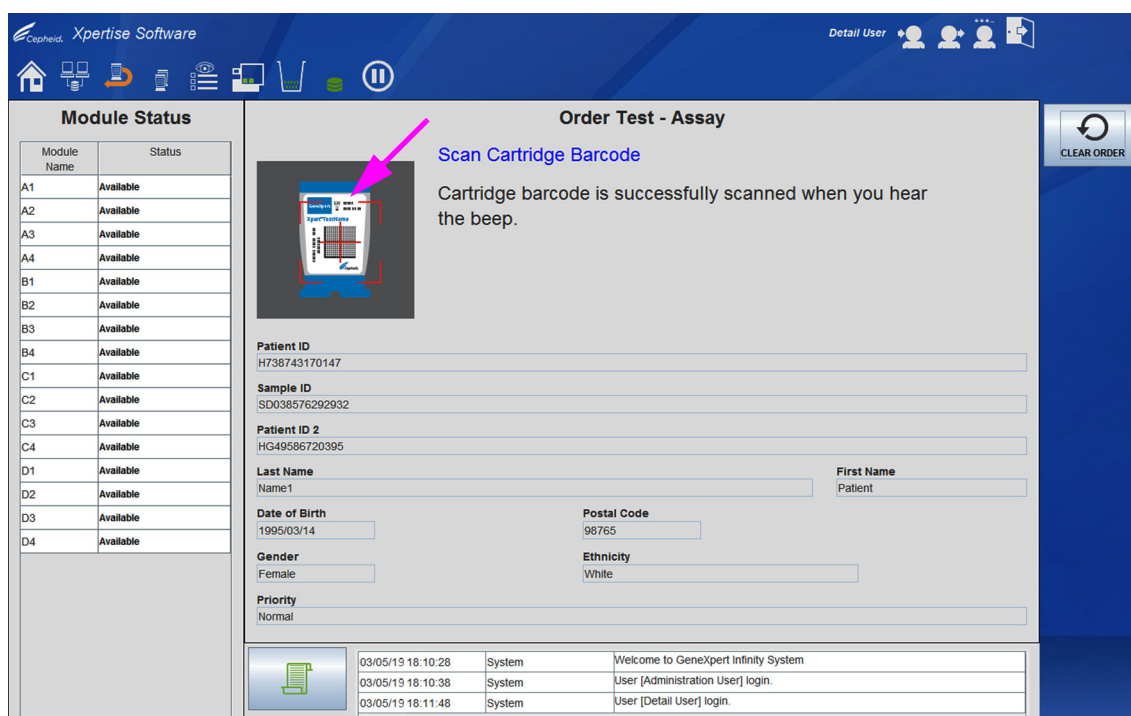 Cepheid. Xpertise Software
Detail User
Module Status
Module Name Status
A1 Available
A2 Available
A3 Available
A4 Available
B1 Available
B2 Available
B3 Available
B4 Available
C1 Available
C2 Available
C3 Available
C4 Available
D1 Available
D2 Available
D3 Available
D4 Available
Order Test - Assay
Scan Cartridge Barcode
Cartridge barcode is successfully scanned when you hear
the beep.
GeneXpert
Xpert TestName
Cepheid
Patient ID
H738743170147
Sample ID
SD038576292932
Patient ID 2
HG49586720395
Last Name First Name
Name1 Patient
Date of Birth Postal Code
1995/03/14 98765
Gender Ethnicity
Female White
Priority
Normal
03/05/19 18:10:28 System Welcome to GeneXpert Infinity System
03/05/19 18:10:38 System User [Administration User] login.
03/05/19 18:11:48 System User [Detail User] login.
CLEAR ORDER